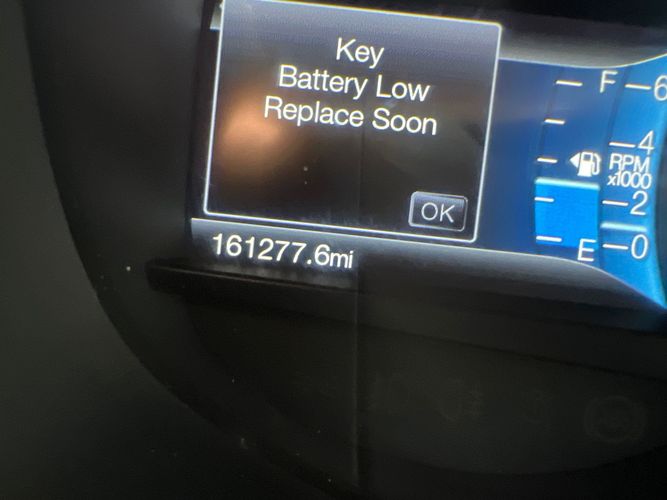 Key
Battery Low
Replace Soon
OK
161277.6mi
F
E
6
4
RPM
x1000
2
0